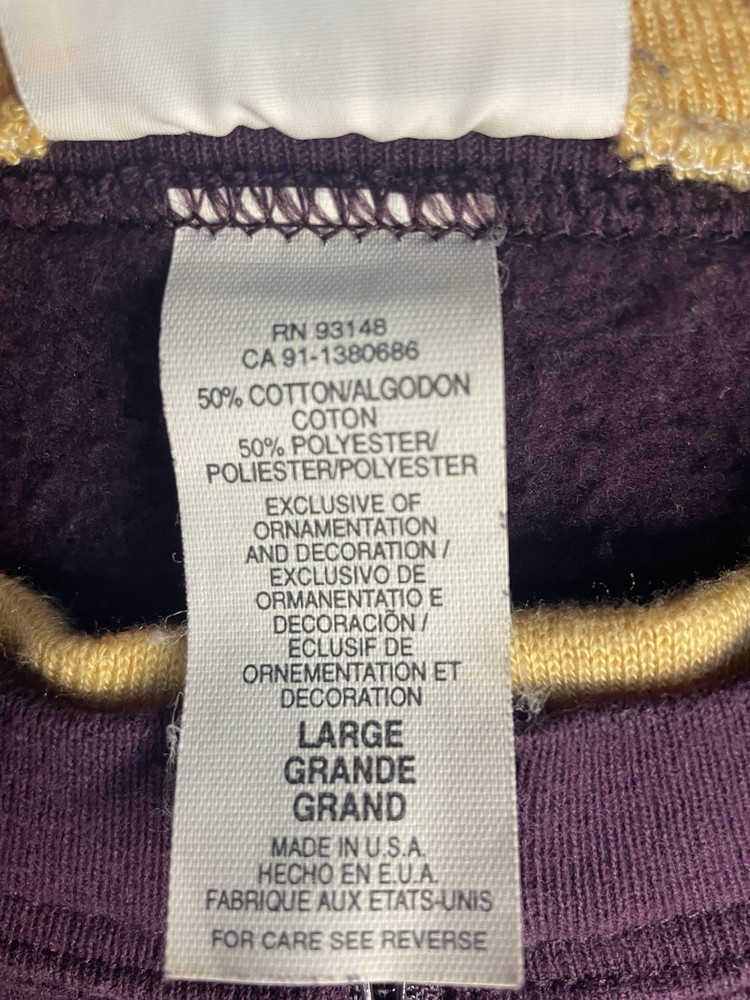 RN 93148
CA 91-1380686
50% COTTON/ALGODON
COTON
50% POLYESTER/
POLIESTER/POLYESTER
EXCLUSIVE OF
ORNAMENTATION
AND DECORATION /
EXCLUSIVO DE
ORMANENTATIO E
DECORACIÖN /
ECLUSIF DE
ORNEMENTATION ET
DECORATION
LARGE
GRANDE
GRAND
MADE IN U.S.A.
HECHO EN E.U.A.
FABRIQUE AUX ETATS-UNIS
FOR CARE SEE REVERSE